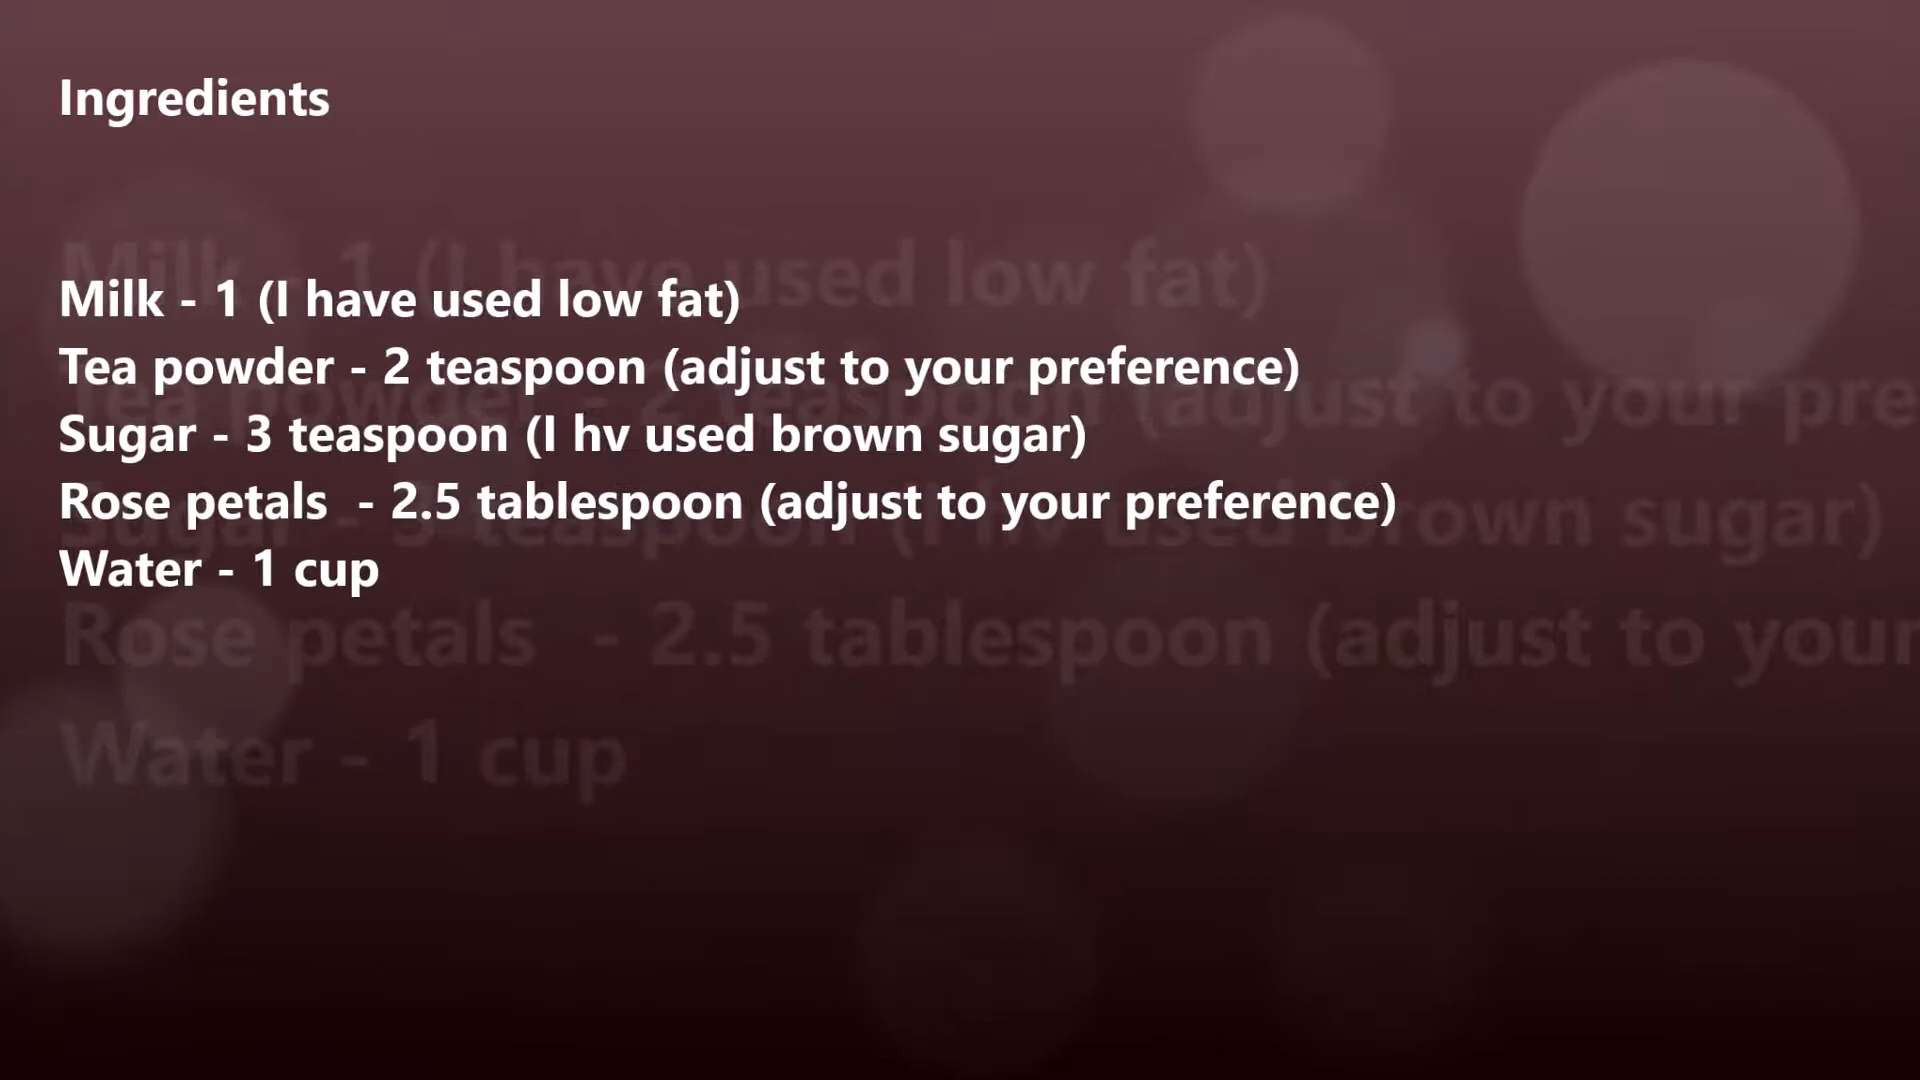 Ingredients
Milk - 1 (I have used low fat)
Tea powder - 2 teaspoon (adjust to your preference)
Sugar - 3 teaspoon (I hv used brown sugar)
Rose petals  - 2.5 tablespoon (adjust to your preference)
Water - 1 cup